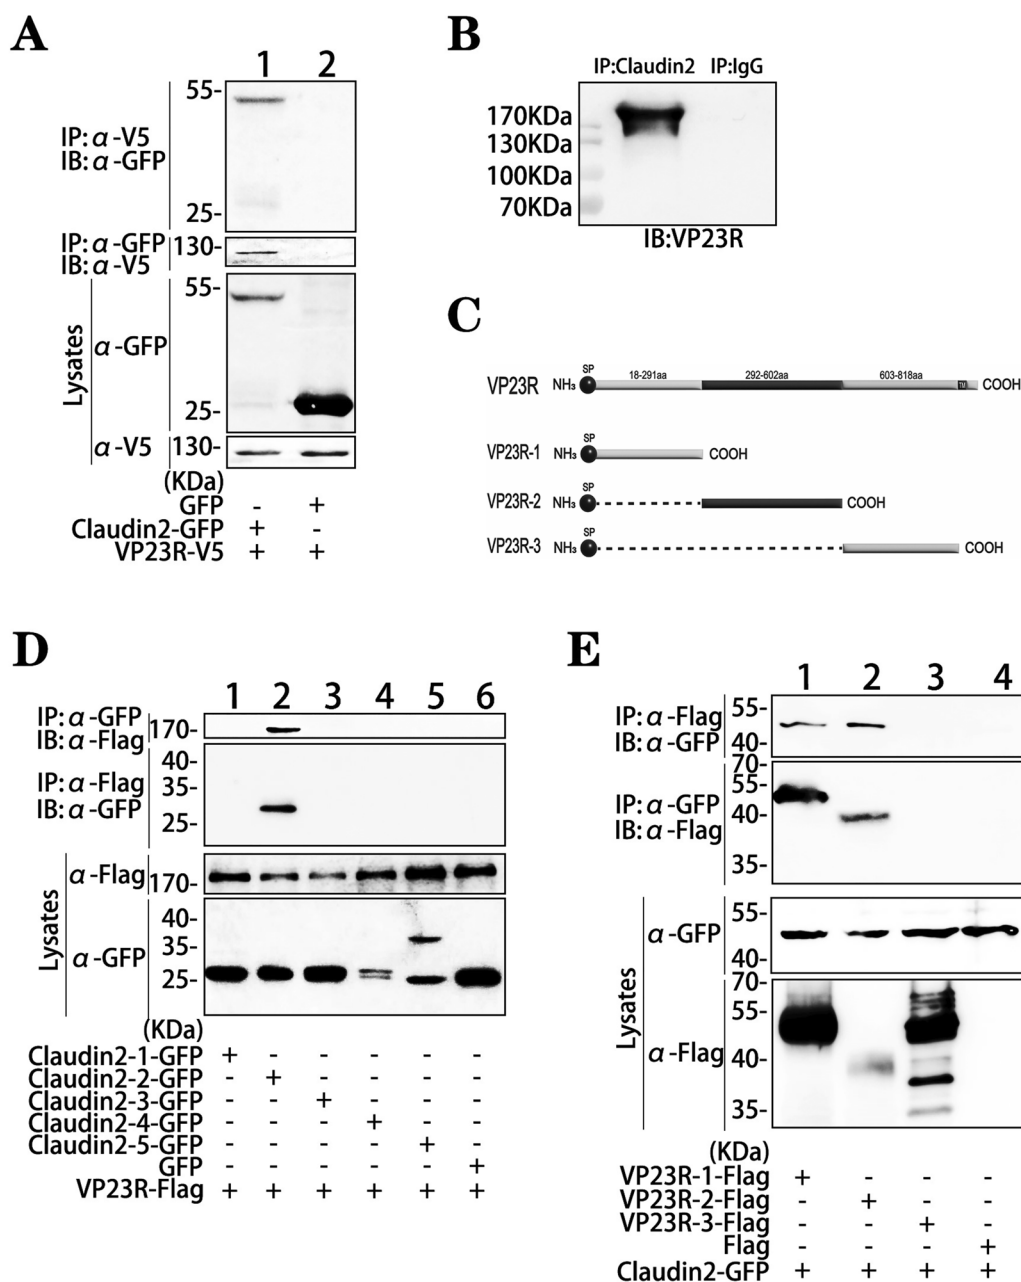 A
1 2
55-
IP:α-V5
IB:α-GFP
25-
IP:α-GFP
IB:α-V5
130-
55-
Lysates
α-GFP
25-
α-V5
130-
(KDa)
GFP - +
Claudin2-GFP + -
VP23R-V5 + +
B
IP:Claudin2 IP:IgG
170KDa
130KDa
100KDa
70KDa
IB:VP23R
C
VP23R NH₃ SP 18-291aa 292-602aa 603-818aa TM COOH
VP23R-1 NH₃ SP COOH
VP23R-2 NH₃ SP COOH
VP23R-3 NH₃ SP COOH
D
1 2 3 4 5 6
IP:α-GFP
IB:α-Flag
170-
IP:α-Flag
IB:α-GFP
40-
35-
25-
Lysates
α-Flag
170-
α-GFP
40-
35-
25-
(KDa)
Claudin2-1-GFP + - - - - -
Claudin2-2-GFP - + - - - -
Claudin2-3-GFP - - + - - -
Claudin2-4-GFP - - - + - -
Claudin2-5-GFP - - - - + -
GFP - - - - - +
VP23R-Flag + + + + + +
E
1 2 3 4
IP:α-Flag
IB:α-GFP
55-
40-
IP:α-GFP
IB:α-Flag
70-
55-
40-
35-
Lysates
α-GFP
55-
40-
α-Flag
70-
55-
40-
35-
(KDa)
VP23R-1-Flag + - - -
VP23R-2-Flag - + - -
VP23R-3-Flag - - + -
Flag - - - +
Claudin2-GFP + + + +